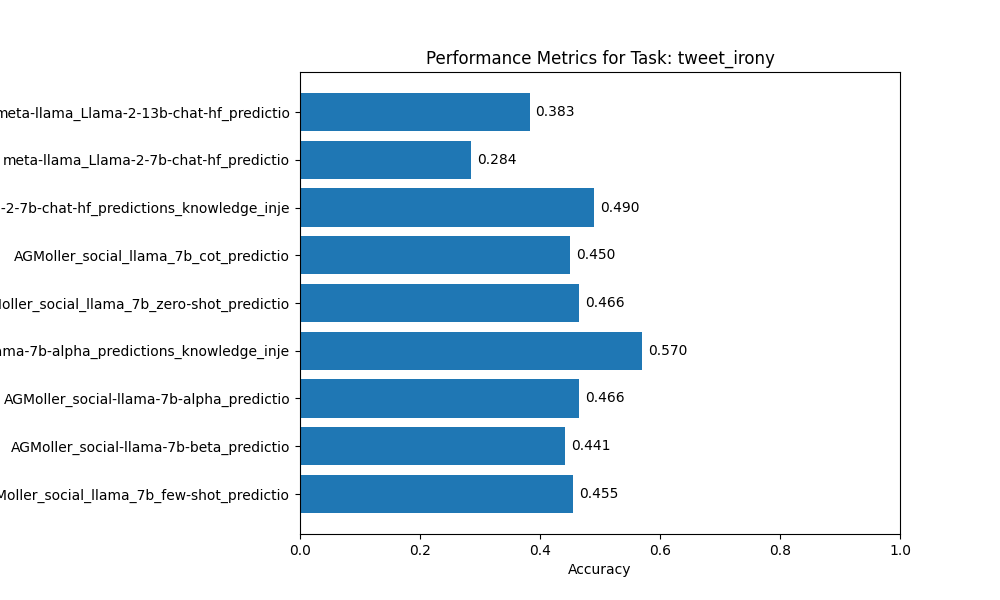 Performance Metrics for Task: tweet_irony
meta-llama_Llama-2-13b-chat-hf_predictio
0.383
meta-llama_Llama-2-7b-chat-hf_predictio
0.284
-2-7b-chat-hf_predictions_knowledge_inje
0.490
AGMoller_social_llama_7b_cot_predictio
0.450
oller_social_llama_7b_zero-shot_predictio
0.466
ma-7b-alpha_predictions_knowledge_inje
0.570
AGMoller_social-llama-7b-alpha_predictio
0.466
AGMoller_social-llama-7b-beta_predictio
0.441
Moller_social_llama_7b_few-shot_predictio
0.455
0.0 0.2 0.4 0.6 0.8 1.0
Accuracy